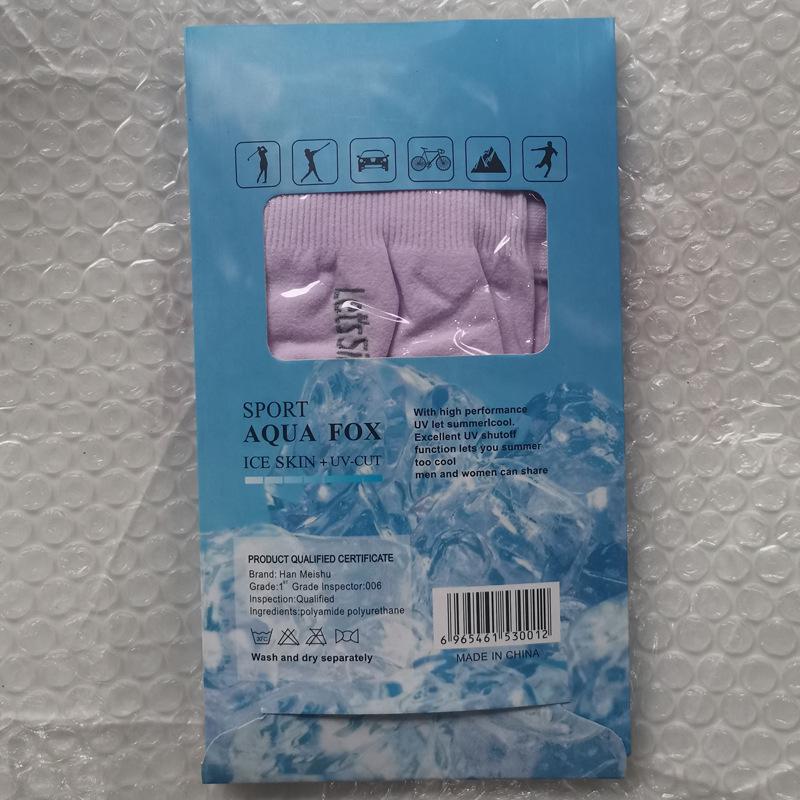 LetsSl
SPORT
AQUA FOX
ICE SKIN + UV-CUT
With high performance
UV let summerlcool.
Excellent UV shutoff
function lets you summer
too cool
men and women can share
PRODUCT QUALIFIED CERTIFICATE
Brand: Han Meishu
Grade:1st Grade Inspector:006
Inspection:Qualified
Ingredients:polyamide polyurethane
30℃
Wash and dry separately
6 965461 530012
MADE IN CHINA